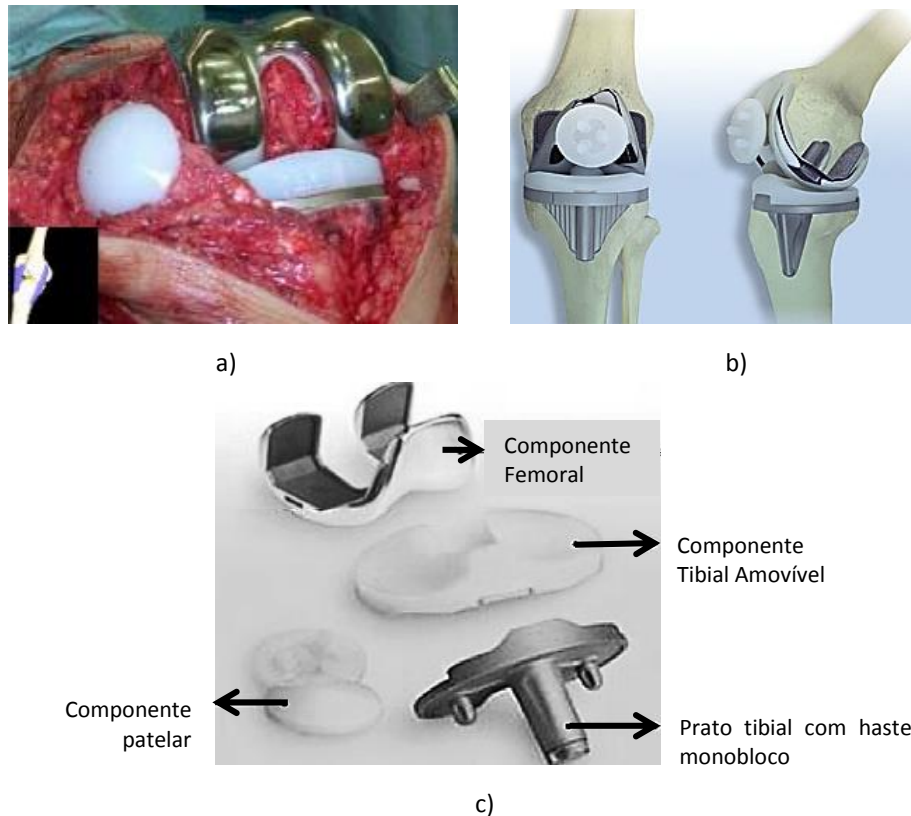 a)
b)
Componente
Femoral
Componente
Tibial Amovível
Componente
patelar
Prato tibial com haste
monobloco
c)